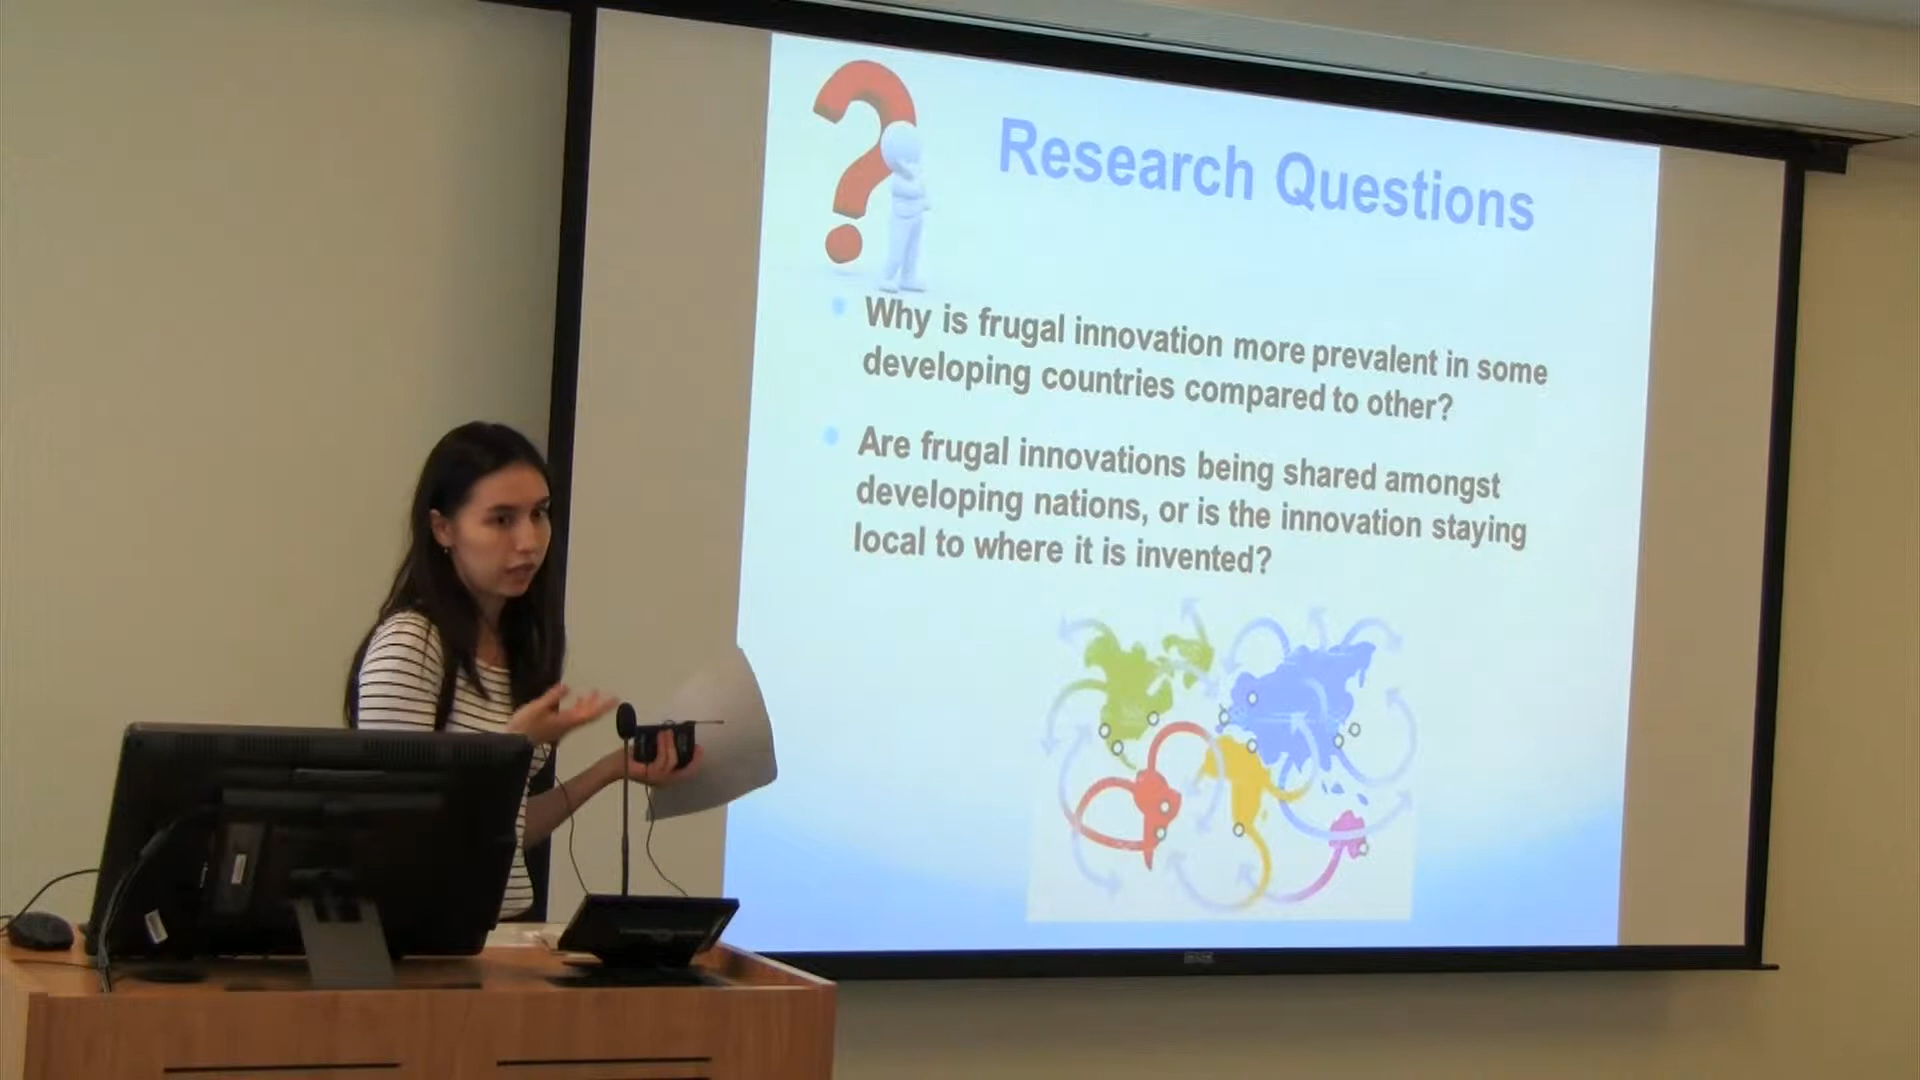 Research Questions
Why is frugal innovation more prevalent in some
developing countries compared to other?
Are frugal innovations being shared amongst
developing nations, or is the innovation staying
local to where it is invented?